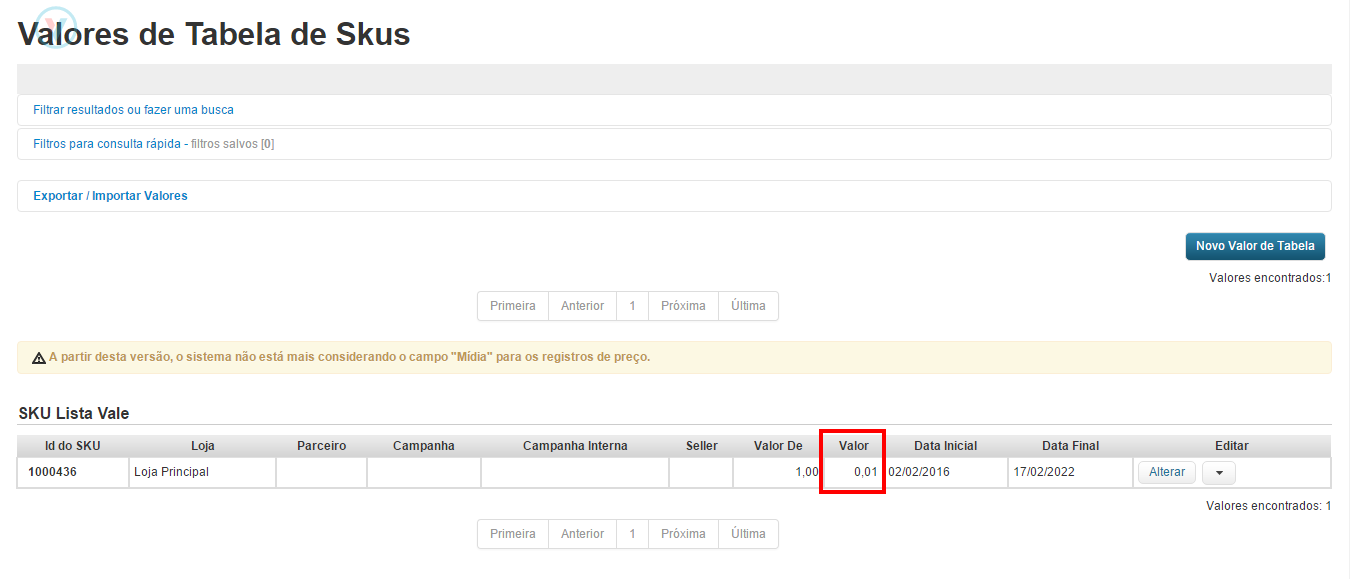 Valores de Tabela de Skus
Filtrar resultados ou fazer uma busca
Filtros para consulta rápida - filtros salvos [0]
Exportar / Importar Valores
Novo Valor de Tabela
Valores encontrados:1
Primeira Anterior 1 Próxima Última
A partir desta versão, o sistema não está mais considerando o campo "Mídia" para os registros de preço.
SKU Lista Vale
Id do SKU Loja Parceiro Campanha Campanha Interna Seller Valor De Valor Data Inicial Data Final Editar
1000436 Loja Principal 1,00 0,01 02/02/2016 17/02/2022 Alterar
Valores encontrados: 1
Primeira Anterior 1 Próxima Última